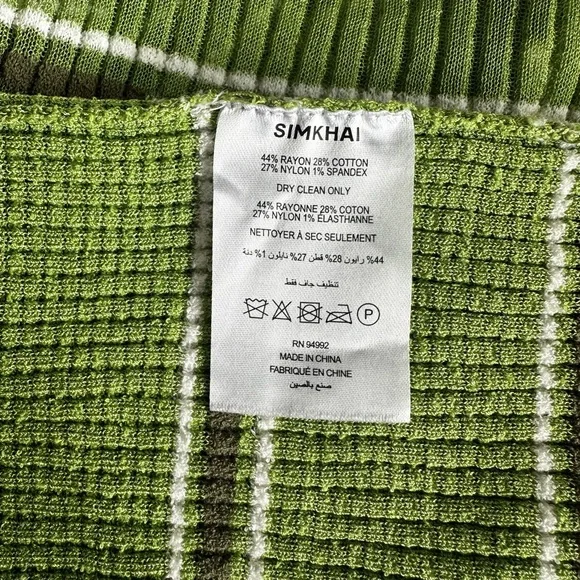 SIMKHAI
44% RAYON 28% COTTON
27% NYLON 1% SPANDEX
DRY CLEAN ONLY
44% RAYONNE 28% COTON
27% NYLON 1% ÉLASTHANNE
NETTOYER À SEC SEULEMENT
44% رايون 28% قطن 27% نايلون 1% دنة
تنظيف جاف فقط
P
RN 94992
MADE IN CHINA
FABRIQUÉ EN CHINE
صنع بالصين